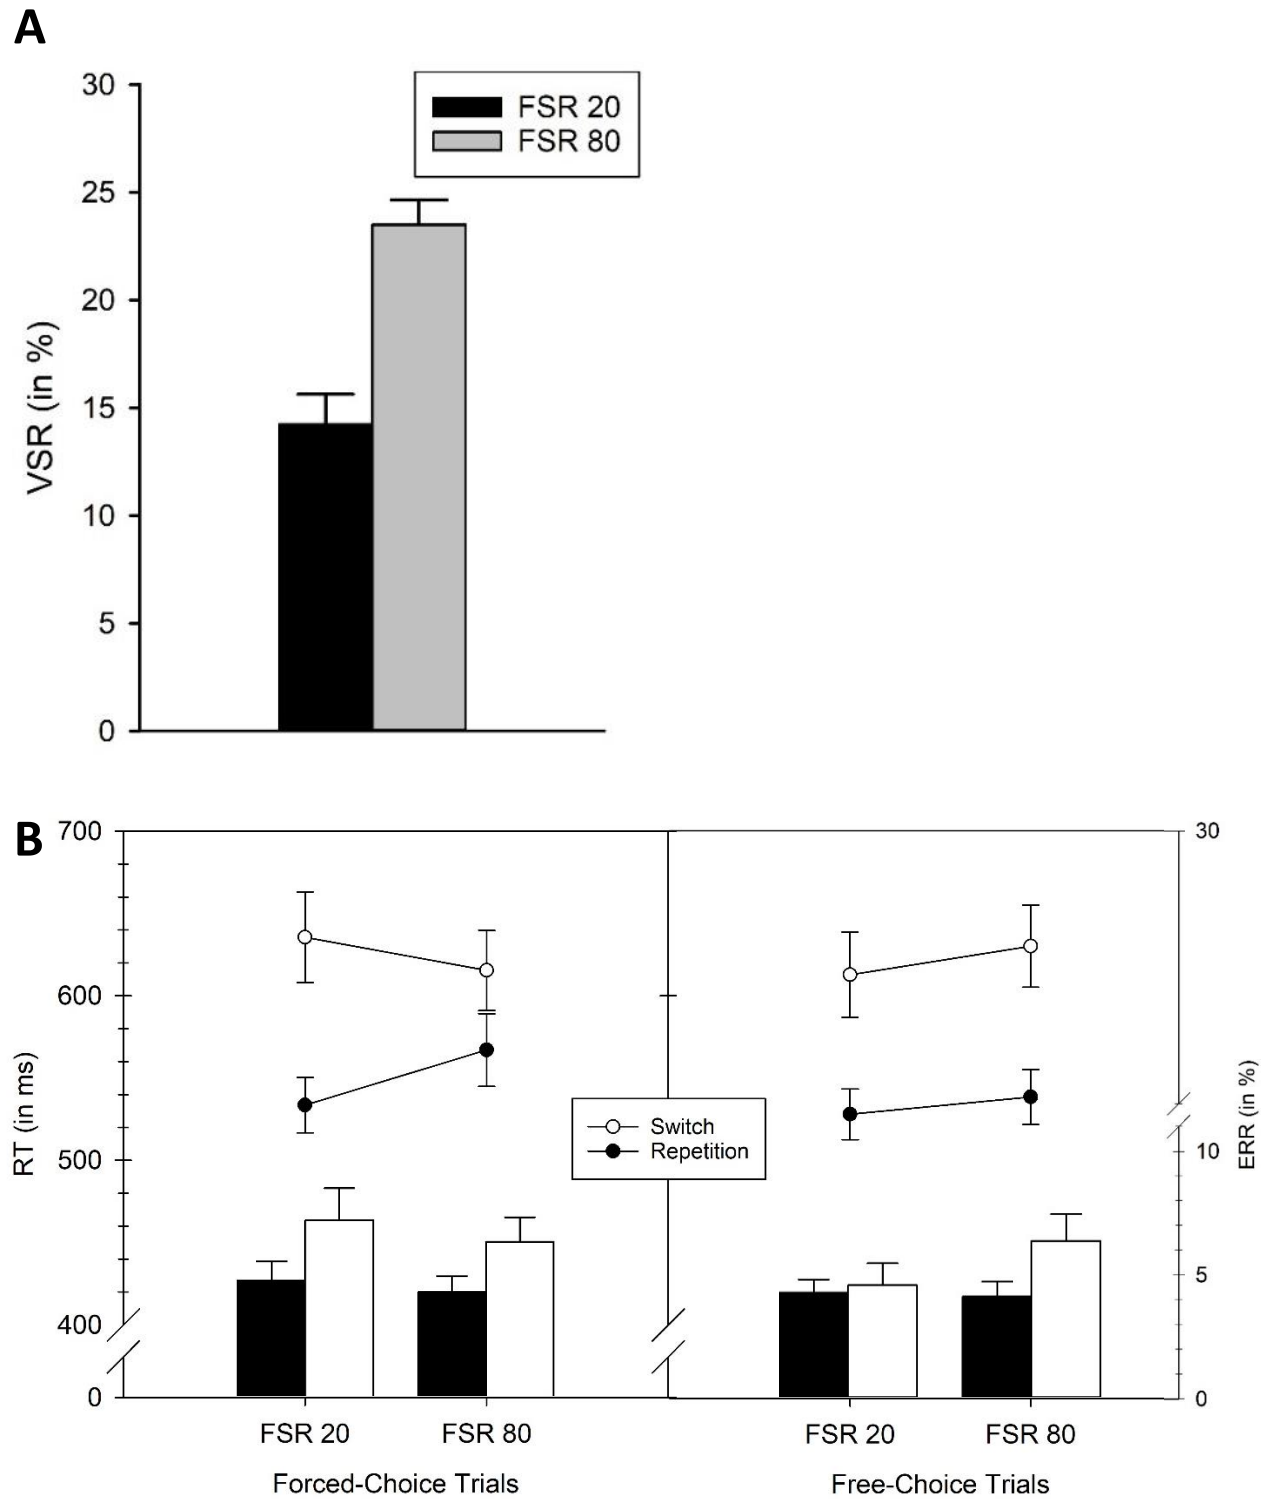 A
30
FSR 20
FSR 80
25
20
VSR (in %)
15
10
5
0
B
700
30
600
RT (in ms)
Switch
Repetition
ERR (in %)
500
10
5
400
0
0
FSR 20
FSR 80
FSR 20
FSR 80
Forced-Choice Trials
Free-Choice Trials